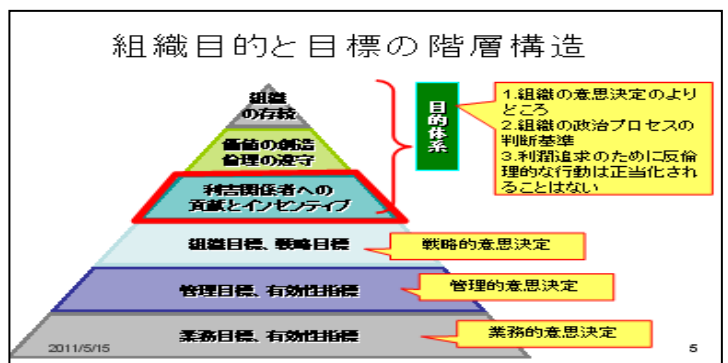 組織目的と目標の階層構造
組織
の存続
価値の創造
倫理の遵守
利害関係者への
貢献とインセンティブ
組織目標、戦略目標
管理目標、有効性指標
業務目標、有効性指標
目的体系
1.組織の意思決定のより
どころ
2.組織の政治プロセスの
判断基準
3.利潤追求のために反倫
理的な行動は正当化され
ることはない
戦略的意思決定
管理的意思決定
業務的意思決定
2011/5/15
5